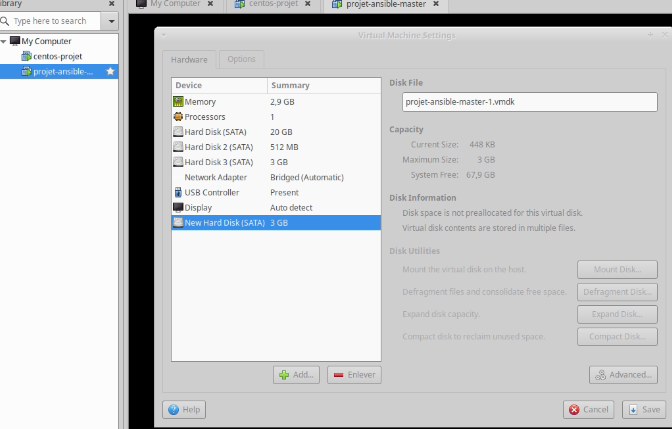 ibrary
My Computer
centos-projet
projet-ansible-master
Type here to search
My Computer
centos-projet
projet-ansible-...
Virtual Machine Settings
Hardware
Options
Device
Summary
Memory
2,9 GB
Processors
1
Hard Disk (SATA)
20 GB
Hard Disk 2 (SATA)
512 MB
Hard Disk 3 (SATA)
3 GB
Network Adapter
Bridged (Automatic)
USB Controller
Present
Display
Auto detect
New Hard Disk (SATA)
3 GB
Add...
Enlever
Disk File
projet-ansible-master-1.vmdk
Capacity
Current Size: 448 KB
Maximum Size: 3 GB
System Free: 67,9 GB
Disk Information
Disk space is not preallocated for this virtual disk.
Virtual disk contents are stored in multiple files.
Disk Utilities
Mount the virtual disk on the host.
Mount Disk...
Defragment files and consolidate free space.
Defragment Disk...
Expand disk capacity.
Expand Disk...
Compact disk to reclaim unused space.
Compact Disk...
Advanced...
Help
Cancel
Save